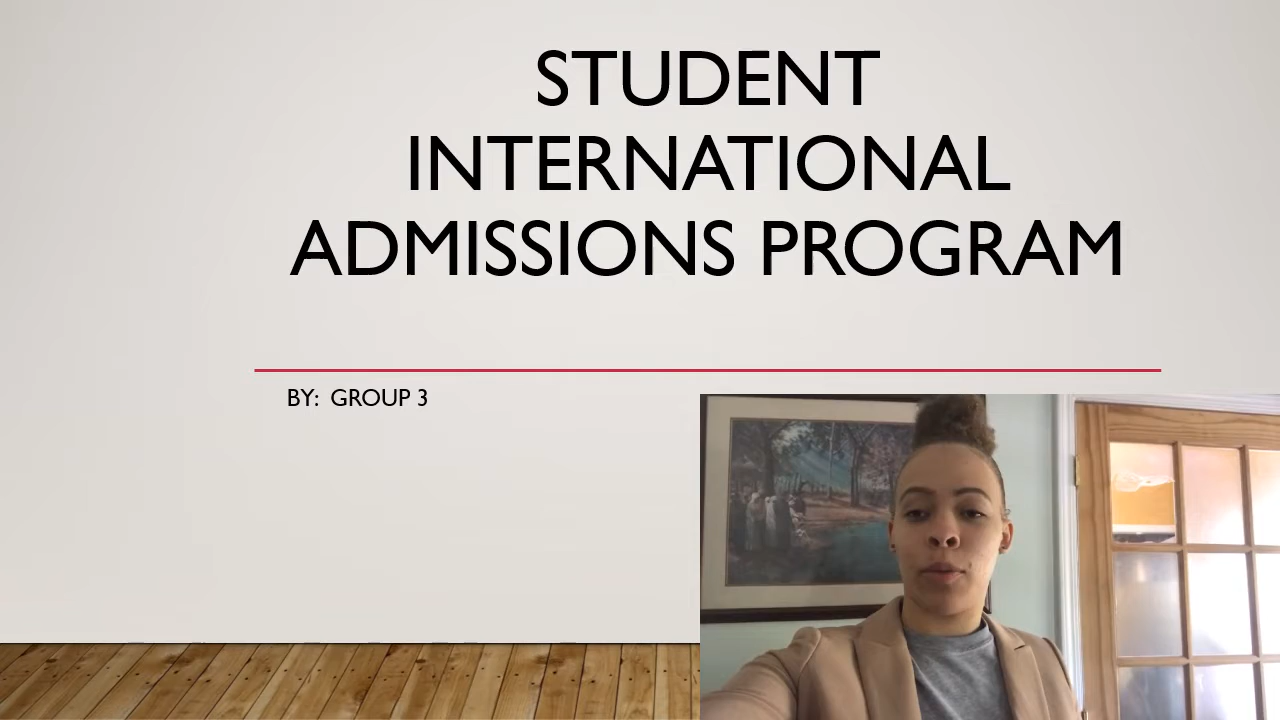 STUDENT
INTERNATIONAL
ADMISSIONS PROGRAM
BY: GROUP 3